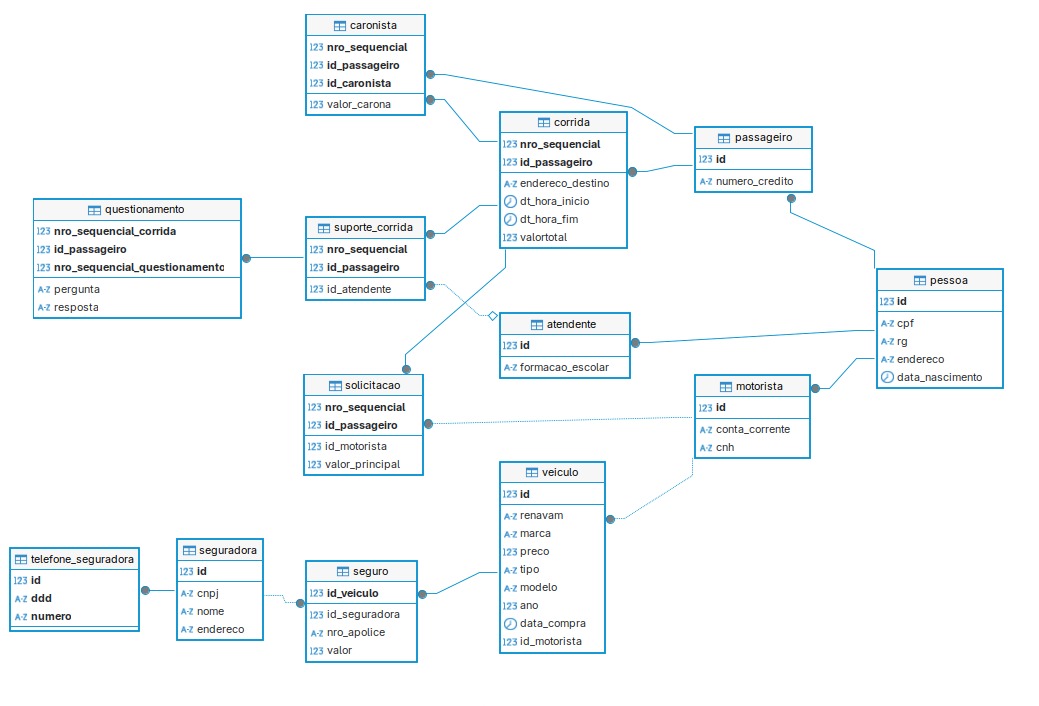 caronista
123 nro_sequencial
123 id_passageiro
123 id_caronista
123 valor_carona
corrida
123 nro_sequencial
123 id_passageiro
A-Z endereco_destino
dt_hora_inicio
dt_hora_fim
123 valortotal
passageiro
123 id
A-Z numero_credito
questionamento
123 nro_sequencial_corrida
123 id_passageiro
123 nro_sequencial_questionamento
A-Z pergunta
A-Z resposta
suporte_corrida
123 nro_sequencial
123 id_passageiro
123 id_atendente
pessoa
123 id
A-Z cpf
A-Z rg
A-Z endereco
data_nascimento
atendente
123 id
A-Z formacao_escolar
solicitacao
123 nro_sequencial
123 id_passageiro
123 id_motorista
123 valor_principal
motorista
123 id
A-Z conta_corrente
A-Z cnh
veiculo
123 id
A-Z renavam
A-Z marca
123 preco
A-Z tipo
A-Z modelo
123 ano
data_compra
123 id_motorista
telefone_seguradora
123 id
A-Z ddd
A-Z numero
seguradora
123 id
A-Z cnpj
A-Z nome
A-Z endereco
seguro
123 id_veiculo
123 id_seguradora
A-Z nro_apolice
123 valor